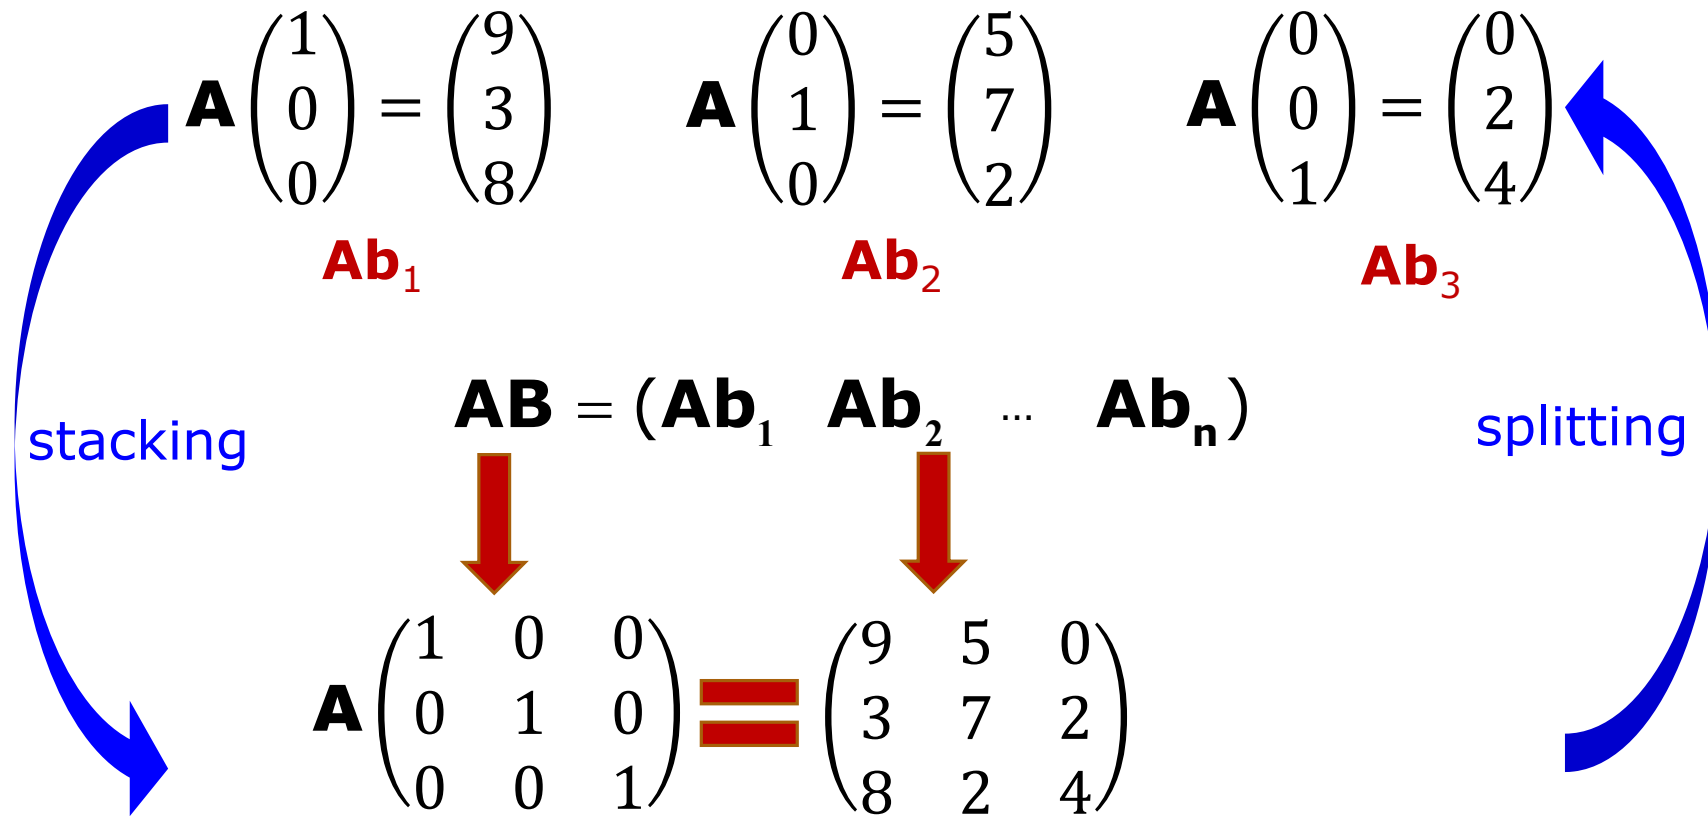 A(1 0 0) = (9 3 8) A(0 1 0) = (5 7 2) A(0 0 1) = (0 2 4)
Ab₁ Ab₂ Ab₃
AB = (Ab₁ Ab₂ ... Abₙ)
stacking splitting
A(1 0 0 = (9 5 0
0 1 0 3 7 2
0 0 1) 8 2 4)